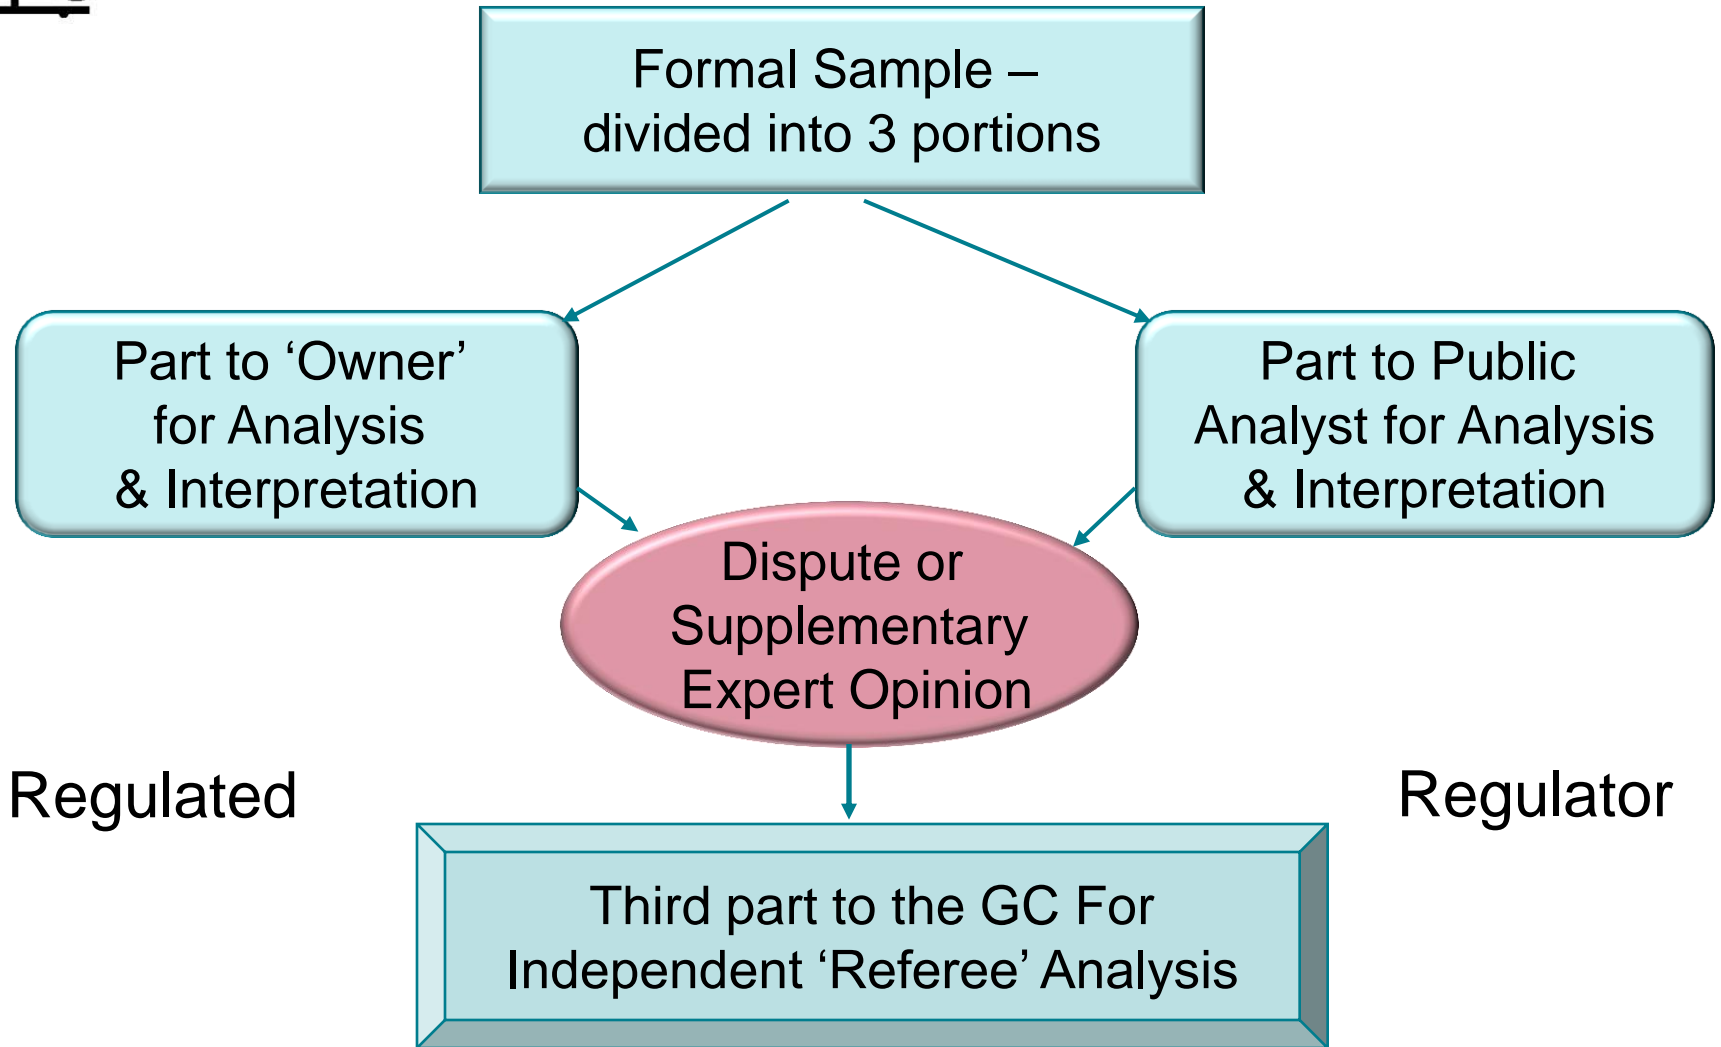 Formal Sample –
divided into 3 portions
Part to ‘Owner’
for Analysis
& Interpretation
Part to Public
Analyst for Analysis
& Interpretation
Dispute or
Supplementary
Expert Opinion
Regulated
Regulator
Third part to the GC For
Independent ‘Referee’ Analysis